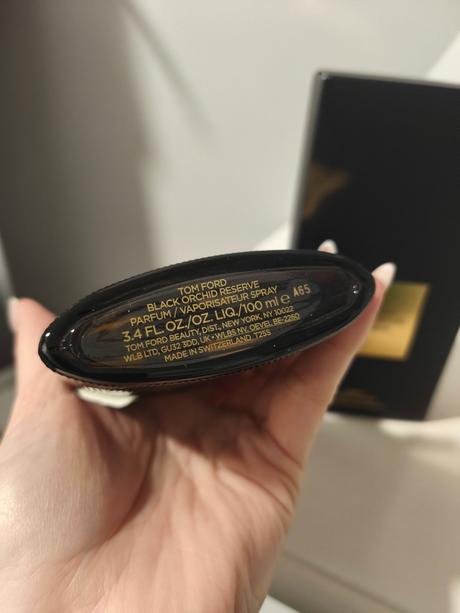 TOM FORD
BLACK ORCHID RESERVE
PARFUM / VAPORISATEUR SPRAY
3.4 FL. OZ./OZ. LIQ./100 ml ℮ A65
TOM FORD BEAUTY, DIST., NEW YORK, NY 10022
WLB LTD, GU32 3DD, UK • WLBS NV, OEVEL BE-2260
MADE IN SWITZERLAND T2SS